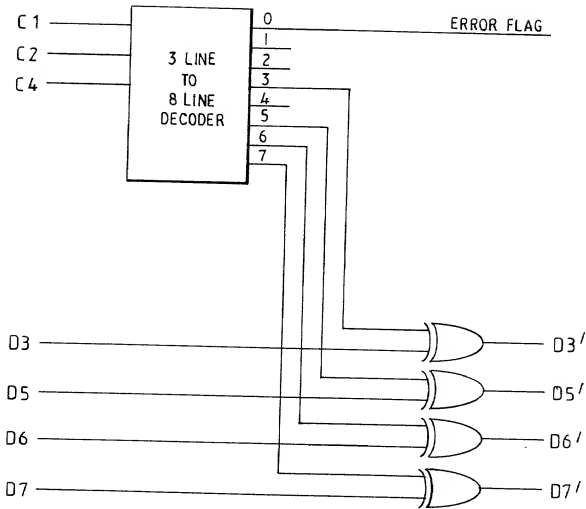 C1
C2
C4
3 LINE
TO
8 LINE
DECODER
0
1
2
3
4
5
6
7
ERROR FLAG
D3
D3'
D5
D5'
D6
D6'
D7
D7'